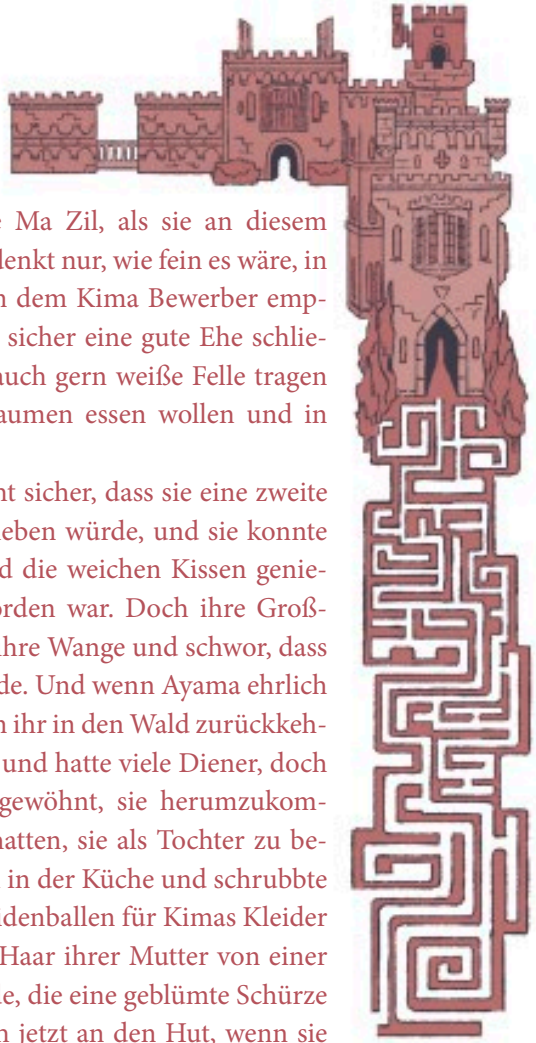 Ma Zil, als sie an diesem
denkt nur, wie fein es wäre, in
dem Kima Bewerber emp-
sicher eine gute Ehe schlie-
auch gern weiße Felle tragen
aumen essen wollen und in
nt sicher, dass sie eine zweite
eben würde, und sie konnte
d die weichen Kissen genie-
orden war. Doch ihre Groß-
ihre Wange und schwor, dass
de. Und wenn Ayama ehrlich
n ihr in den Wald zurückkeh-
und hatte viele Diener, doch
gewöhnt, sie herumzukom-
hatten, sie als Tochter zu be-
in der Küche und schrubbte
idenballen für Kimas Kleider
Haar ihrer Mutter von einer
ue, die eine geblümte Schürze
n jetzt an den Hut, wenn sie